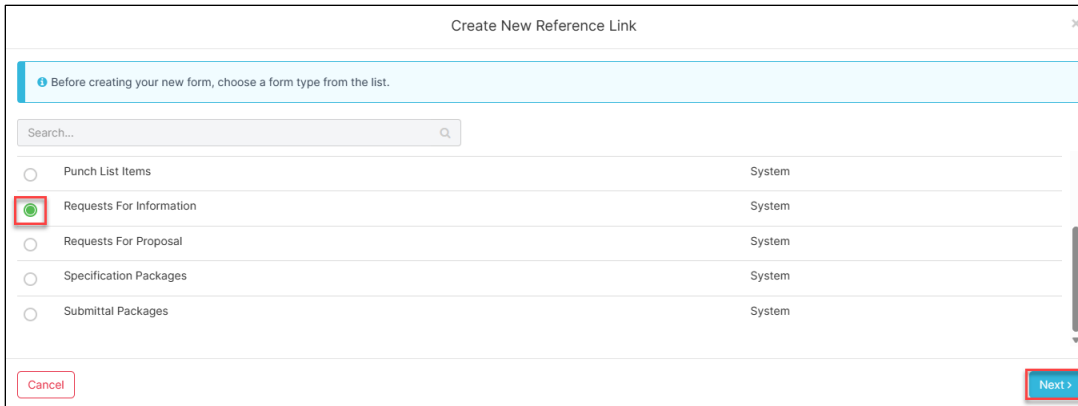 Create New Reference Link
Before creating your new form, choose a form type from the list.
Search...
Punch List Items System
Requests For Information System
Requests For Proposal System
Specification Packages System
Submittal Packages System
Cancel Next >